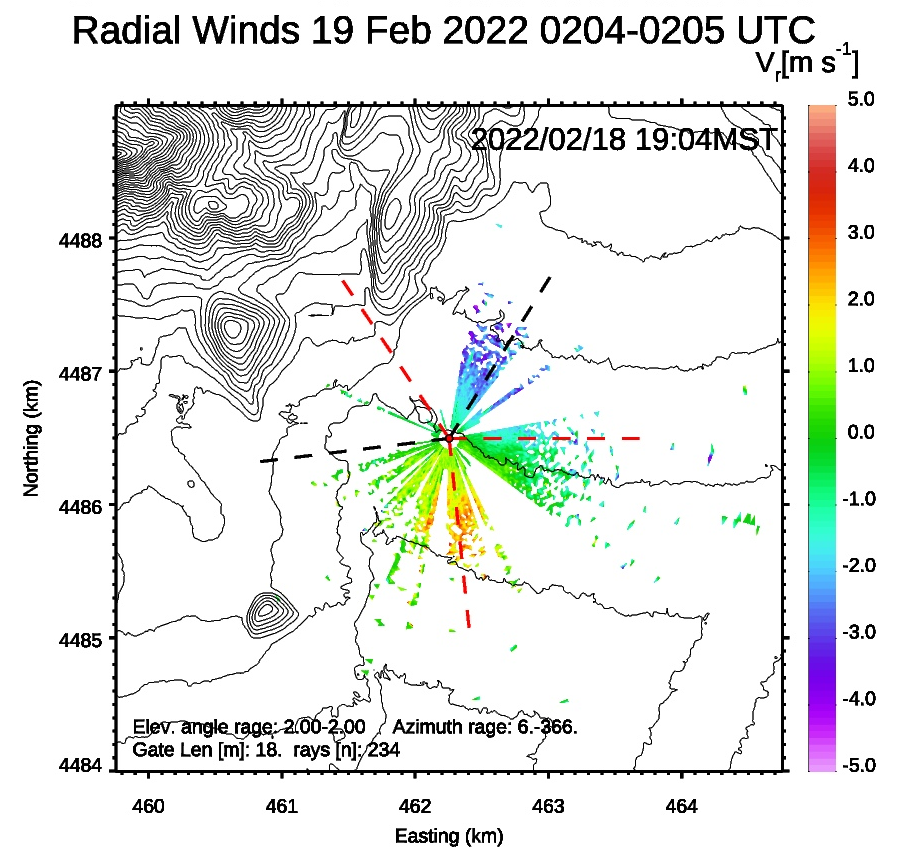 Radial Winds 19 Feb 2022 0204-0205 UTC
Vr[m s-1]
2022/02/18 19:04MST
5.0
4.0
3.0
2.0
1.0
0.0
-1.0
-2.0
-3.0
-4.0
-5.0
4488
4487
4486
4485
4484
Northing (km)
Elev. angle rage: 2.00-2.00 Azimuth rage: 6.-366.
Gate Len [m]: 18. rays [n]: 234
460 461 462 463 464
Easting (km)